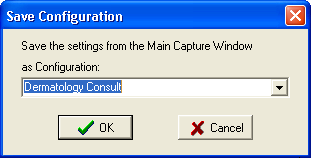 Save Configuration
Save the settings from the Main Capture Window
as Configuration:
Dermatology Consult
OK
Cancel